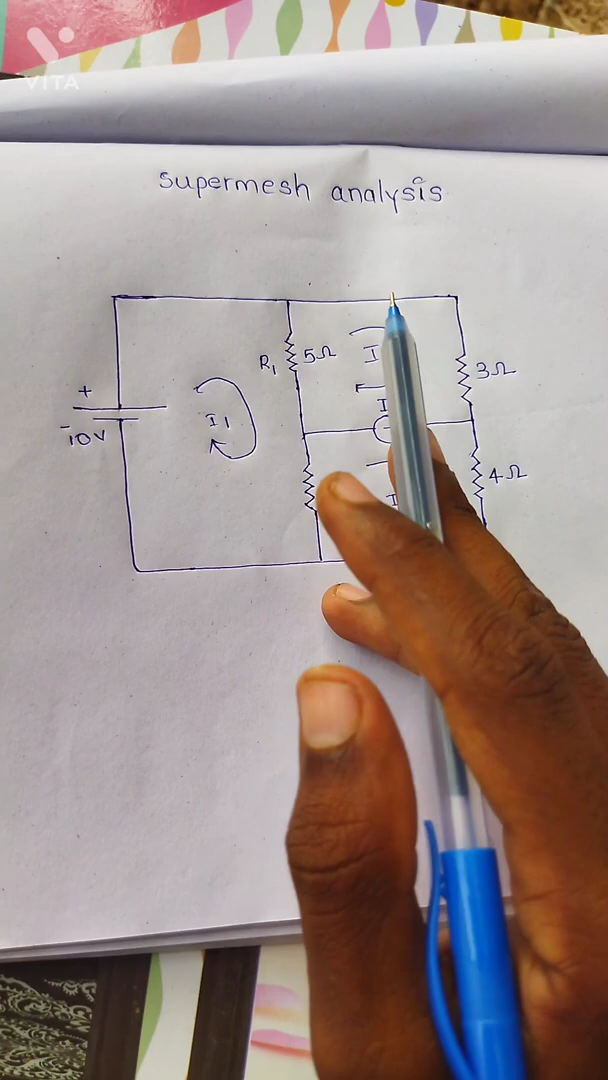 VITA
supermesh analysis
R1 5Ω
I
3Ω
+
I
-
10V
I1
4Ω
I